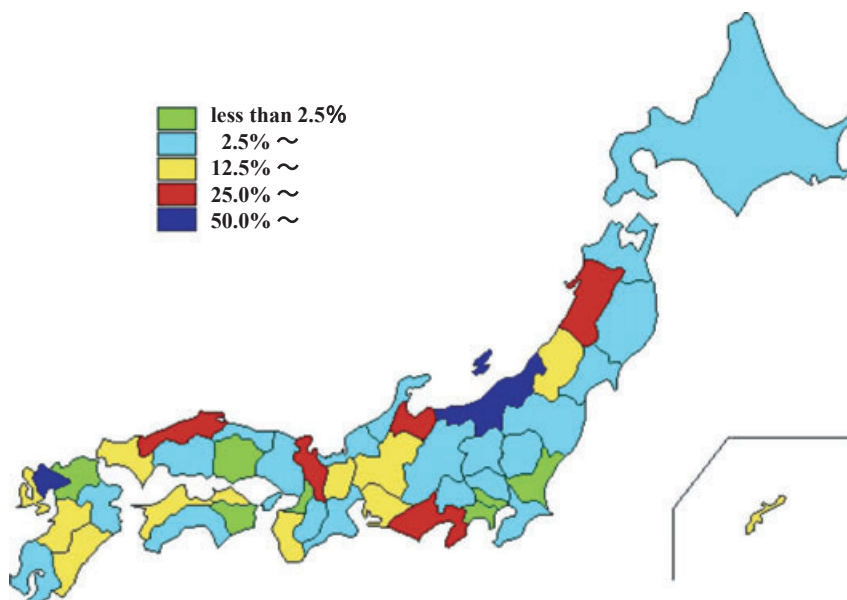 less than 2.5%
2.5% ～
12.5% ～
25.0% ～
50.0% ～